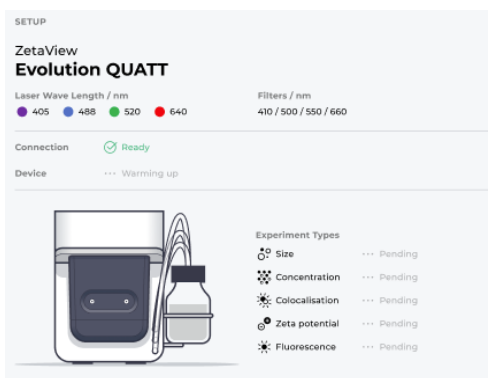 SETUP
ZetaView
Evolution QUATT
Laser Wave Length / nm
405 488 520 640
Filters / nm
410 / 500 / 550 / 660
Connection Ready
Device ··· Warming up
Experiment Types
Size ··· Pending
Concentration ··· Pending
Colocalisation ··· Pending
Zeta potential ··· Pending
Fluorescence ··· Pending